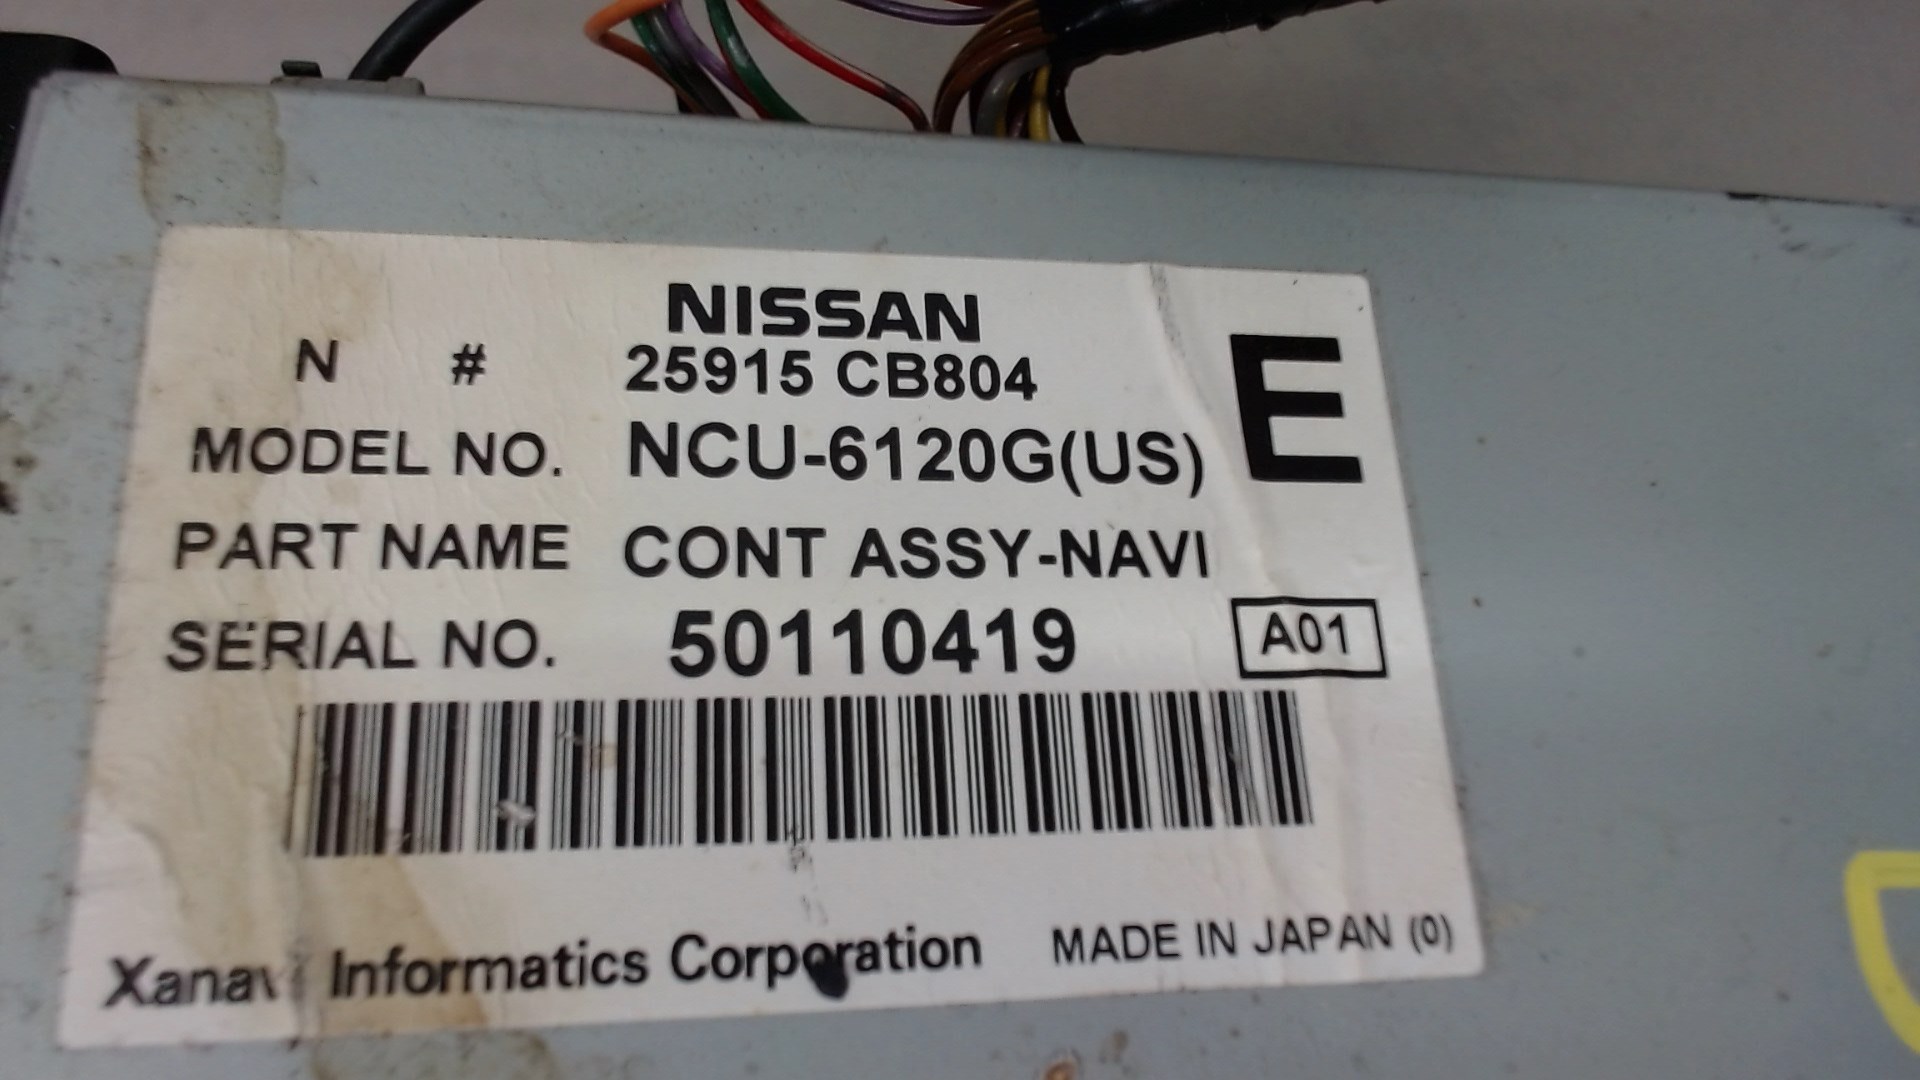 NISSAN
N # 25915 CB804
E
MODEL NO. NCU-6120G(US)
PART NAME CONT ASSY-NAVI
SERIAL NO. 50110419 A01
Xanavi Informatics Corporation MADE IN JAPAN (0)